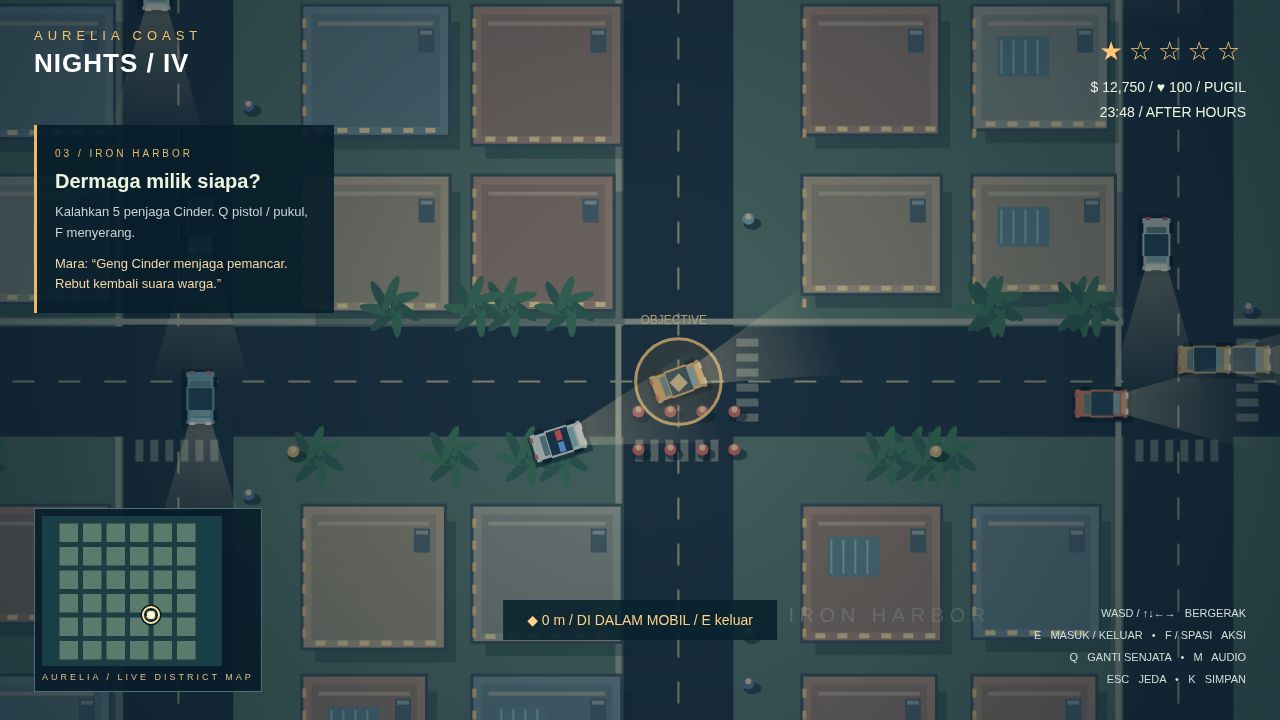 AURELIA COAST
NIGHTS / IV
★ ☆ ☆ ☆ ☆
$ 12,750 / ♥ 100 / PUGIL
23:48 / AFTER HOURS
03 / IRON HARBOR
Dermaga milik siapa?
Kalahkan 5 penjaga Cinder. Q pistol / pukul,
F menyerang.
Mara: “Geng Cinder menjaga pemancar.
Rebut kembali suara warga.”
OBJECTIVE
IRON HARBOR
◆ 0 m / DI DALAM MOBIL / E keluar
WASD / ↑↓←→ BERGERAK
E MASUK / KELUAR • F / SPASI AKSI
Q GANTI SENJATA • M AUDIO
ESC JEDA • K SIMPAN
AURELIA / LIVE DISTRICT MAP